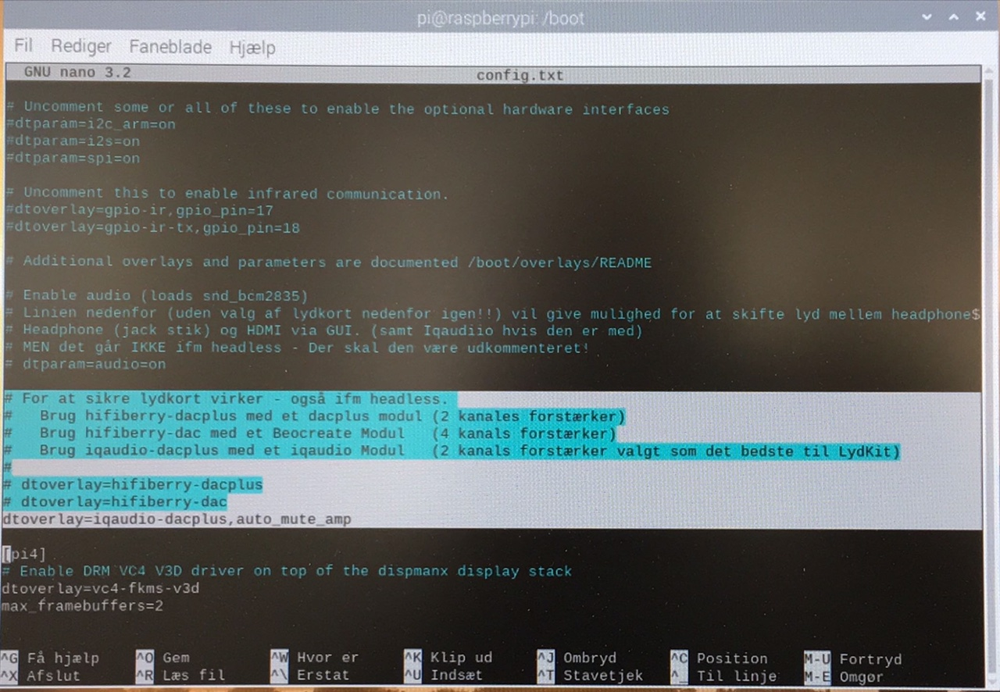 pi@raspberrypi: /boot
Fil Rediger Faneblade Hjælp
GNU nano 3.2 config.txt
# Uncomment some or all of these to enable the optional hardware interfaces
#dtparam=i2c_arm=on
#dtparam=i2s=on
#dtparam=spi=on
# Uncomment this to enable infrared communication.
#dtoverlay=gpio-ir,gpio_pin=17
#dtoverlay=gpio-ir-tx,gpio_pin=18
# Additional overlays and parameters are documented /boot/overlays/README
# Enable audio (loads snd_bcm2835)
# Linien nedenfor (uden valg af lydkort nedenfor igen!!) vil give mulighed for at skifte lyd mellem headphone$
# Headphone (jack stik) og HDMI via GUI. (samt Iqaudiio hvis den er med)
# MEN det går IKKE ifm headless - Der skal den være udkommenteret!
# dtparam=audio=on
# For at sikre lydkort virker - også ifm headless.
# Brug hifiberry-dacplus med et dacplus modul (2 kanales forstærker)
# Brug hifiberry-dac med et Beocreate Modul (4 kanals forstærker)
# Brug iqaudio-dacplus med et iqaudio Modul (2 kanals forstærker valgt som det bedste til LydKit)
#
# dtoverlay=hifiberry-dacplus
# dtoverlay=hifiberry-dac
dtoverlay=iqaudio-dacplus,auto_mute_amp
[pi4]
# Enable DRM VC4 V3D driver on top of the dispmanx display stack
dtoverlay=vc4-fkms-v3d
max_framebuffers=2
^G Få hjælp ^O Gem ^W Hvor er ^K Klip ud ^J Ombryd ^C Position M-U Fortryd
^X Afslut ^R Læs fil ^\ Erstat ^U Indsæt ^T Stavetjek ^_ Til linje M-E Omgør